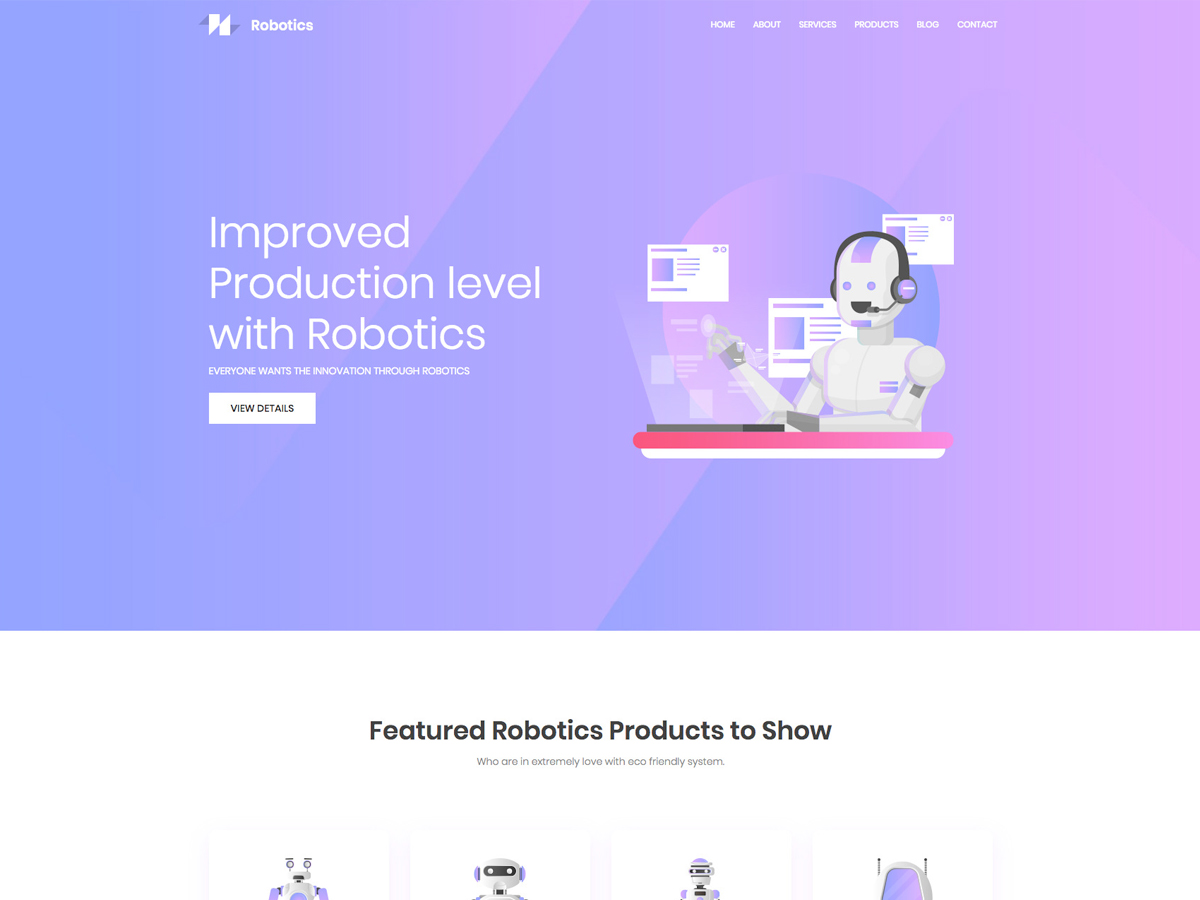 Robotics
HOME ABOUT SERVICES PRODUCTS BLOG CONTACT
Improved
Production level
with Robotics
EVERYONE WANTS THE INNOVATION THROUGH ROBOTICS
VIEW DETAILS
Featured Robotics Products to Show
Who are in extremely love with eco friendly system.